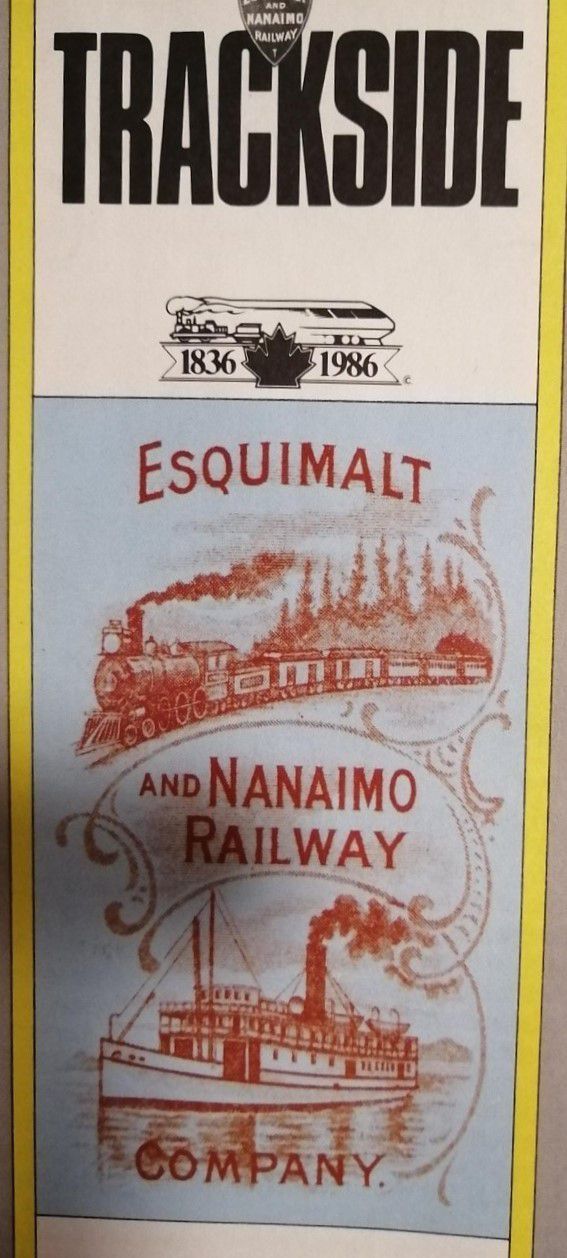 AND
NANAIMO
RAILWAY
TRACKSIDE
1836 1986
©
ESQUIMALT
AND NANAIMO
RAILWAY
COMPANY.